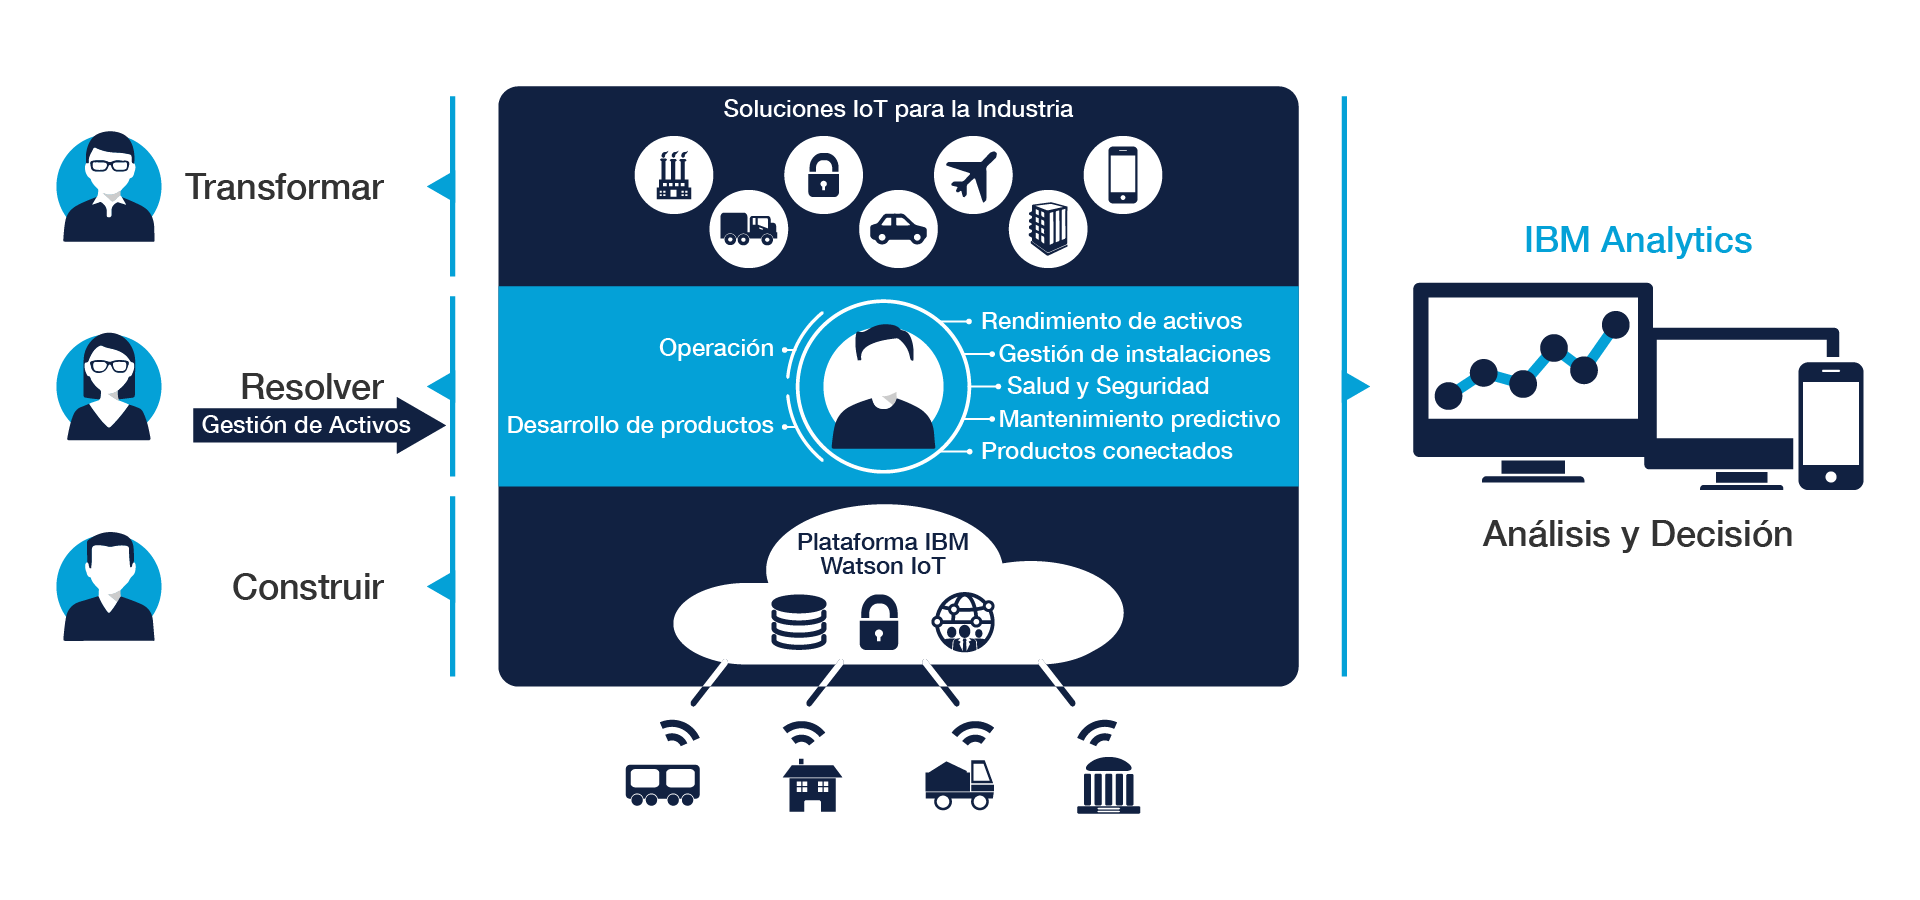 Transformar
Resolver
Gestión de Activos
Construir
Soluciones IoT para la Industria
Operación
Desarrollo de productos
Rendimiento de activos
Gestión de instalaciones
Salud y Seguridad
Mantenimiento predictivo
Productos conectados
Plataforma IBM
Watson IoT
IBM Analytics
Análisis y Decisión